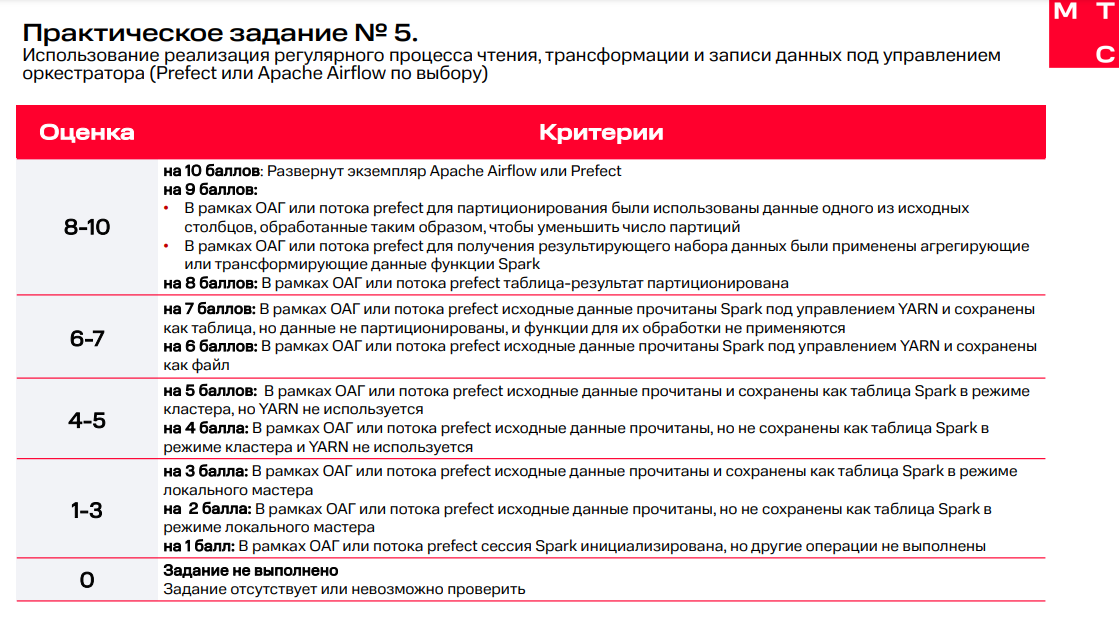 Практическое задание № 5.
Использование реализация регулярного процесса чтения, трансформации и записи данных под управлением
оркестратора (Prefect или Apache Airflow по выбору)
М Т
С
Оценка Критерии
8-10
на 10 баллов: Развернут экземпляр Apache Airflow или Prefect
на 9 баллов:
• В рамках ОАГ или потока prefect для партиционирования были использованы данные одного из исходных
столбцов, обработанные таким образом, чтобы уменьшить число партиций
• В рамках ОАГ или потока prefect для получения результирующего набора данных были применены агрегирующие
или трансформирующие данные функции Spark
на 8 баллов: В рамках ОАГ или потока prefect таблица-результат партиционирована
6-7
на 7 баллов: В рамках ОАГ или потока prefect исходные данные прочитаны Spark под управлением YARN и сохранены
как таблица, но данные не партиционированы, и функции для их обработки не применяются
на 6 баллов: В рамках ОАГ или потока prefect исходные данные прочитаны Spark под управлением YARN и сохранены
как файл
4-5
на 5 баллов: В рамках ОАГ или потока prefect исходные данные прочитаны и сохранены как таблица Spark в режиме
кластера, но YARN не используется
на 4 балла: В рамках ОАГ или потока prefect исходные данные прочитаны, но не сохранены как таблица Spark в
режиме кластера и YARN не используется
1-3
на 3 балла: В рамках ОАГ или потока prefect исходные данные прочитаны и сохранены как таблица Spark в режиме
локального мастера
на 2 балла: В рамках ОАГ или потока prefect исходные данные прочитаны, но не сохранены как таблица Spark в
режиме локального мастера
на 1 балл: В рамках ОАГ или потока prefect сессия Spark инициализирована, но другие операции не выполнены
0
Задание не выполнено
Задание отсутствует или невозможно проверить